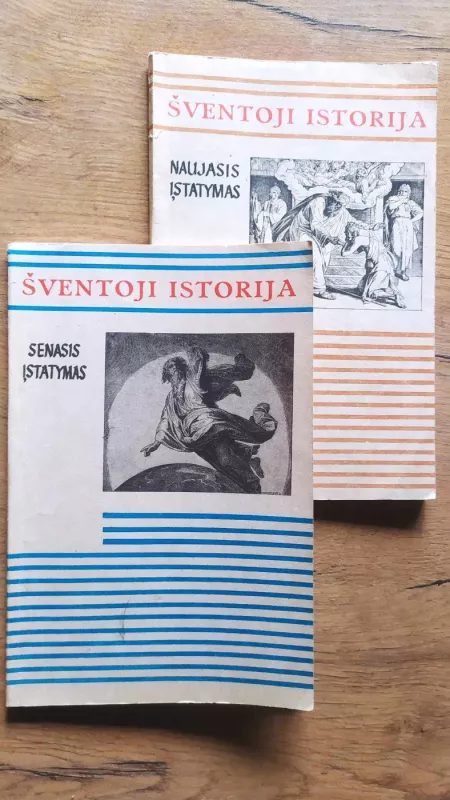 ŠVENTOJI ISTORIJA
NAUJASIS
ĮSTATYMAS
ŠVENTOJI ISTORIJA
SENASIS
ĮSTATYMAS